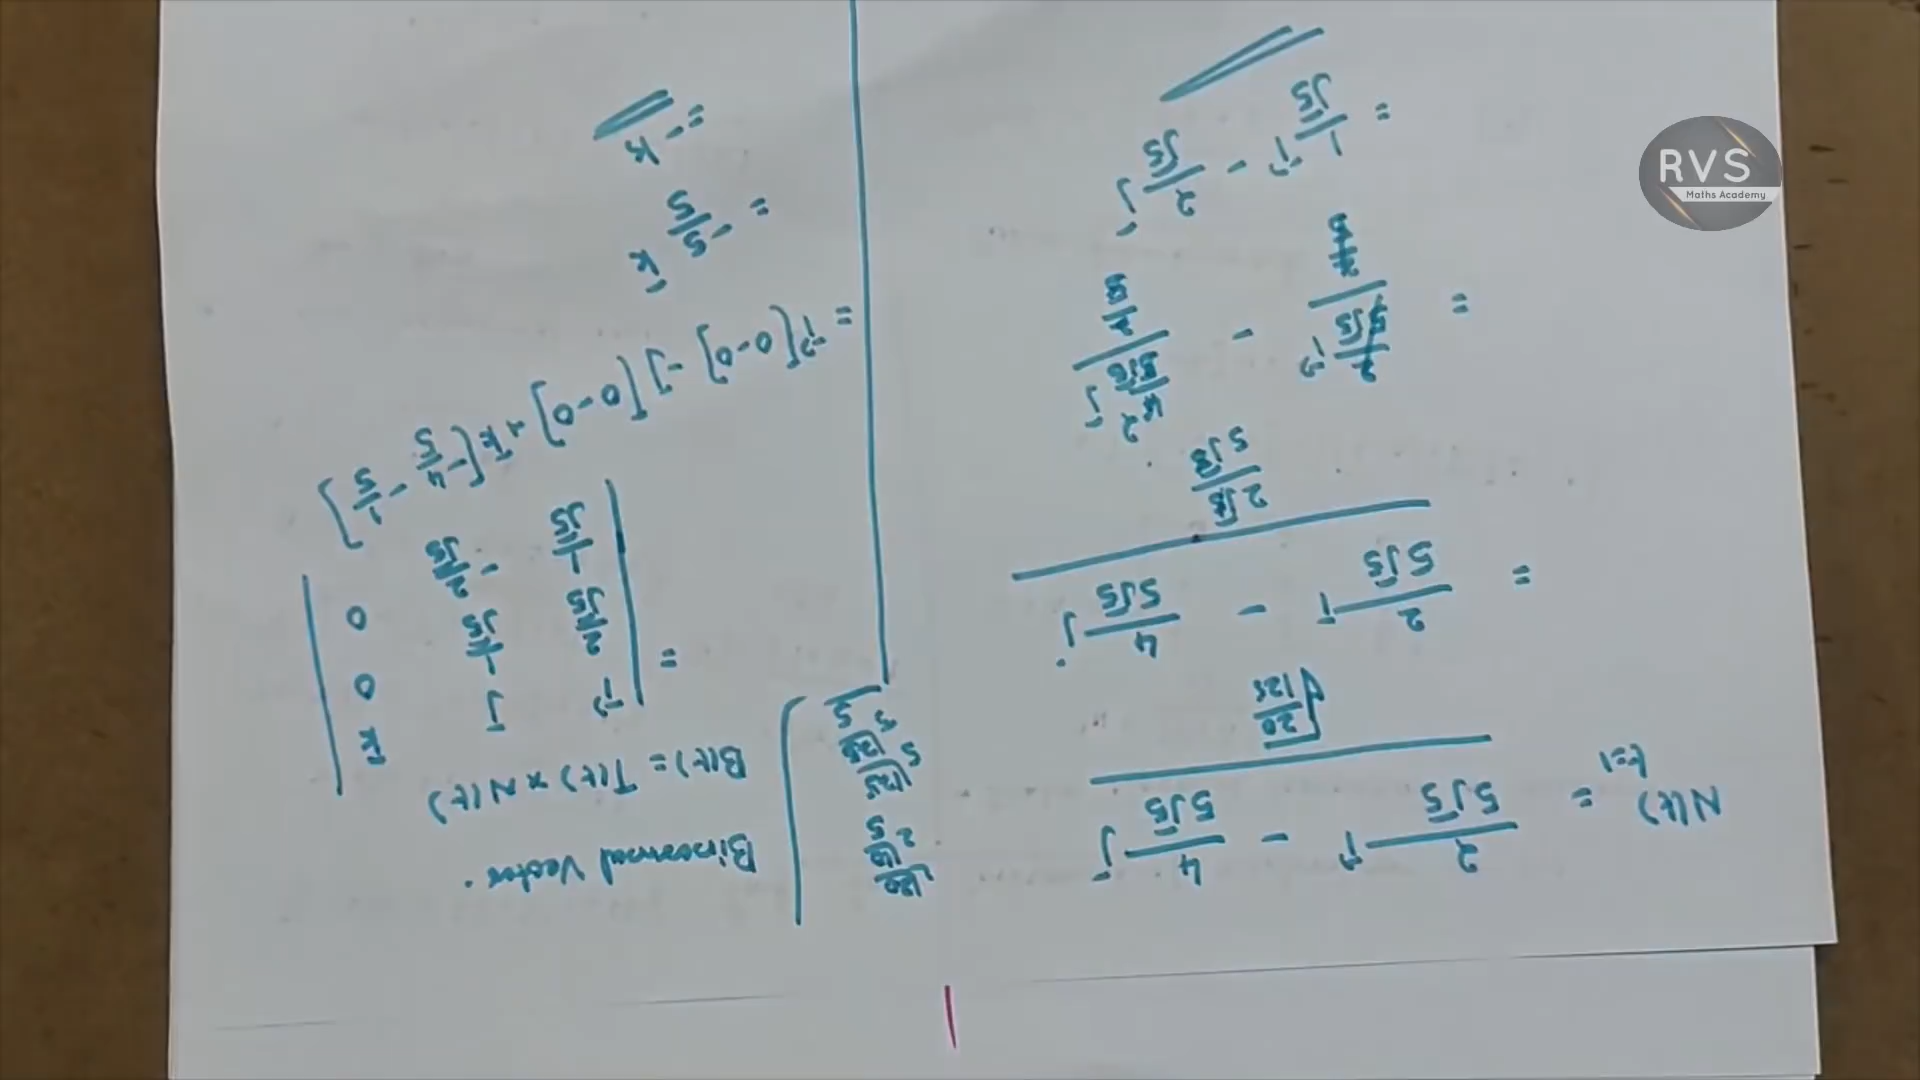 N(t) t=1 = 2/5√5 i - 4/5√5 j
√20/125
= 2/5√5 i - 4/5√5 j
2√5/5√5
= 1/√5 i - 2/√5 j
Binormal Vector.
B(t) = T(t) x N(t)
= | i j k
2/√5 1/√5 0
1/√5 -2/√5 0 |
= i[0-0] - j[0-0] + k[-4/5 - 1/5]
= -5/5 k
= -k
RVS
Maths Academy